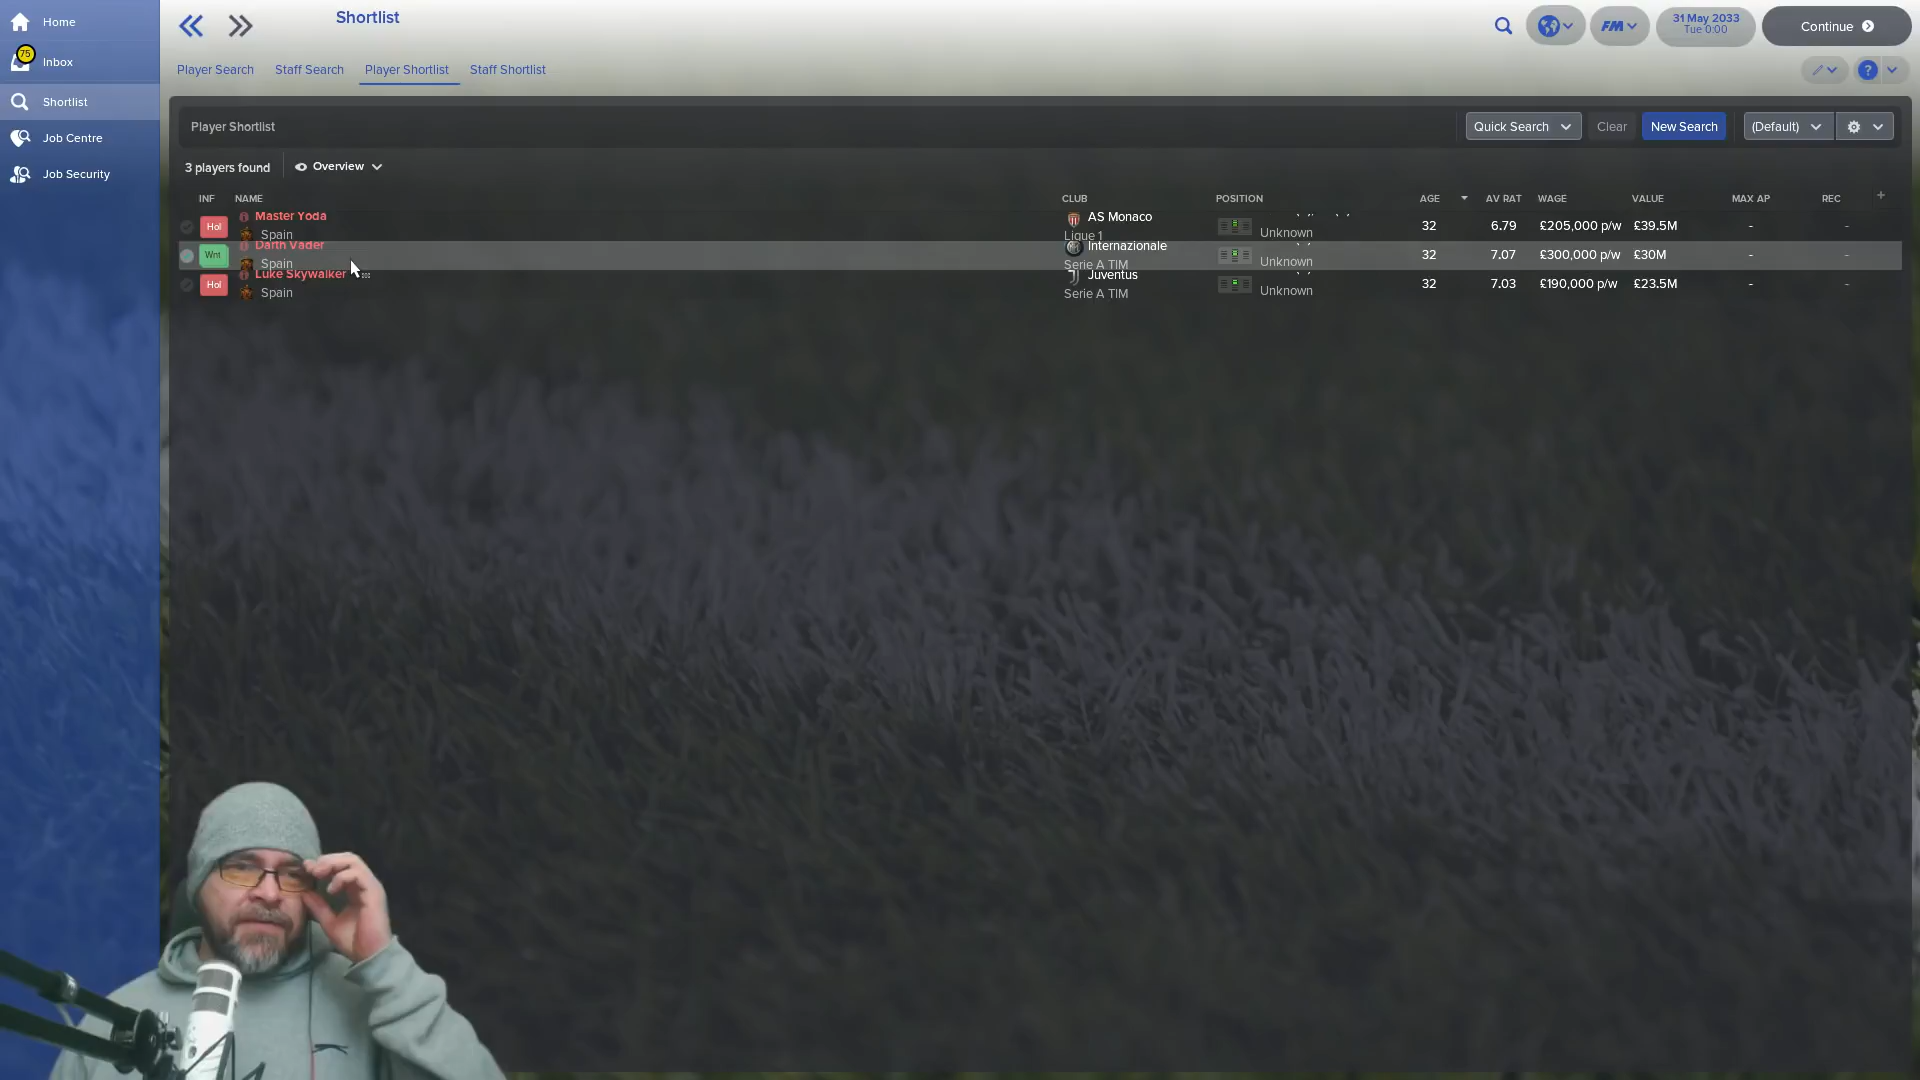 Home
75
Inbox
Shortlist
Job Centre
Job Security
Shortlist
FM
31 May 2033
Tue 0:00
Continue
Player Search
Staff Search
Player Shortlist
Staff Shortlist
?
Player Shortlist
Quick Search
Clear
New Search
(Default)
3 players found
Overview
INF NAME CLUB POSITION AGE AV RAT WAGE VALUE MAX AP REC +
Hol Master Yoda Spain AS Monaco Ligue 1 Unknown 32 6.79 £205,000 p/w £39.5M - -
Wnt Darth Vader Spain Internazionale Serie A TIM Unknown 32 7.07 £300,000 p/w £30M - -
Hol Luke Skywalker Spain Juventus Serie A TIM Unknown 32 7.03 £190,000 p/w £23.5M - -